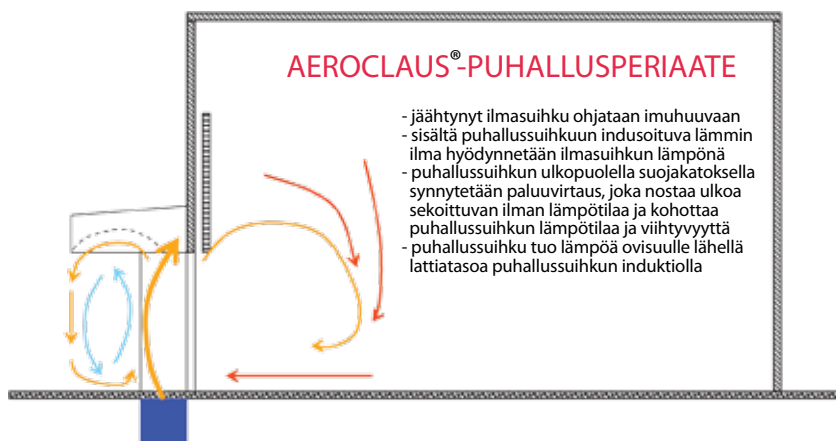 AEROCLAUS®-PUHALLUSPERIAATE
- jäähtynyt ilmasuihku ohjataan imuhuuvaan
- sisältä puhallussuihkuun indusoituva lämmin
ilma hyödynnetään ilmasuihkun lämpönä
- puhallussuihkun ulkopuolella suojakatoksella
synnytetään paluuvirtaus, joka nostaa ulkoa
sekoittuvan ilman lämpötilaa ja kohottaa
puhallussuihkun lämpötilaa ja viihtyvyyttä
- puhallussuihku tuo lämpöä ovisuulle lähellä
lattiatasoa puhallussuihkun induktiolla